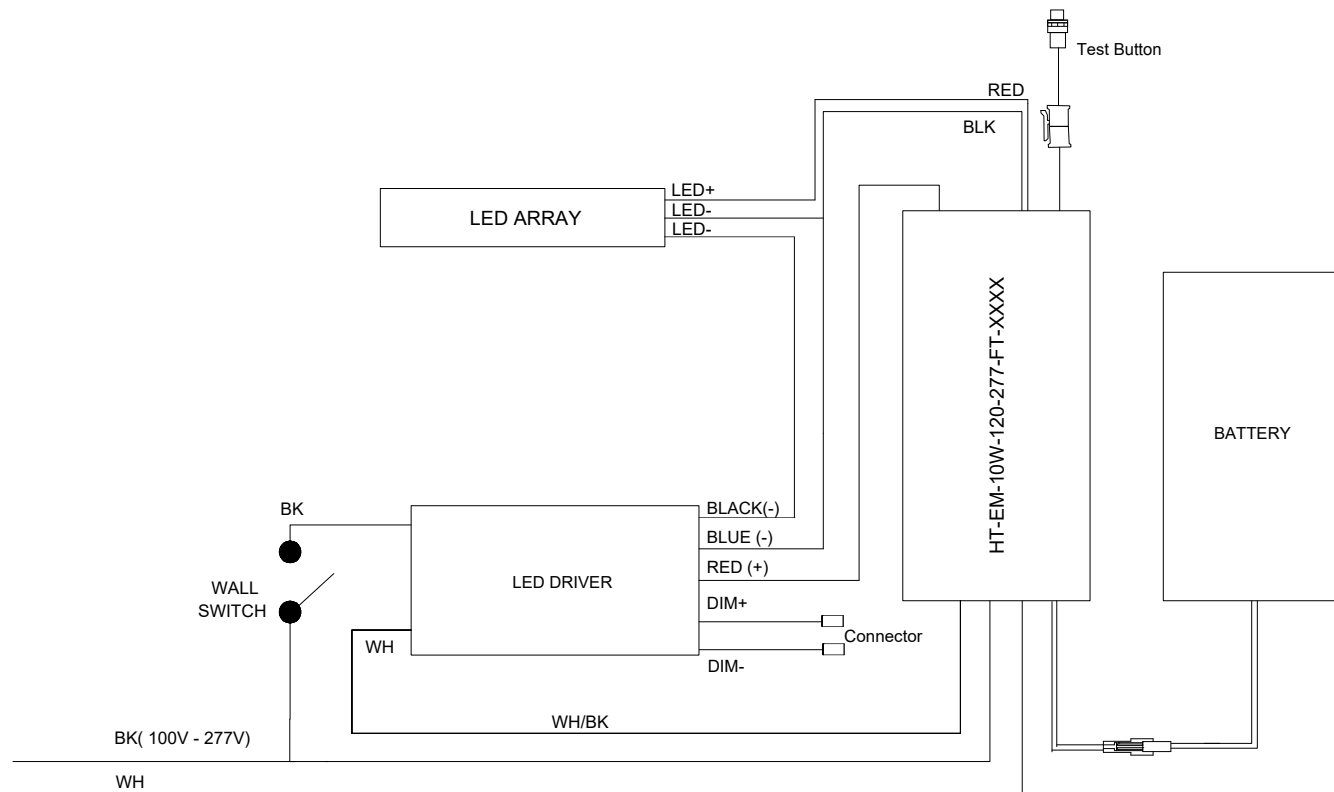 Test Button
RED
BLK
LED+
LED-
LED-
LED ARRAY
HT-EM-10W-120-277-FT-XXXX
BATTERY
BK
WALL
SWITCH
LED DRIVER
BLACK(-)
BLUE (-)
RED (+)
DIM+
Connector
DIM-
WH
WH/BK
BK( 100V - 277V)
WH